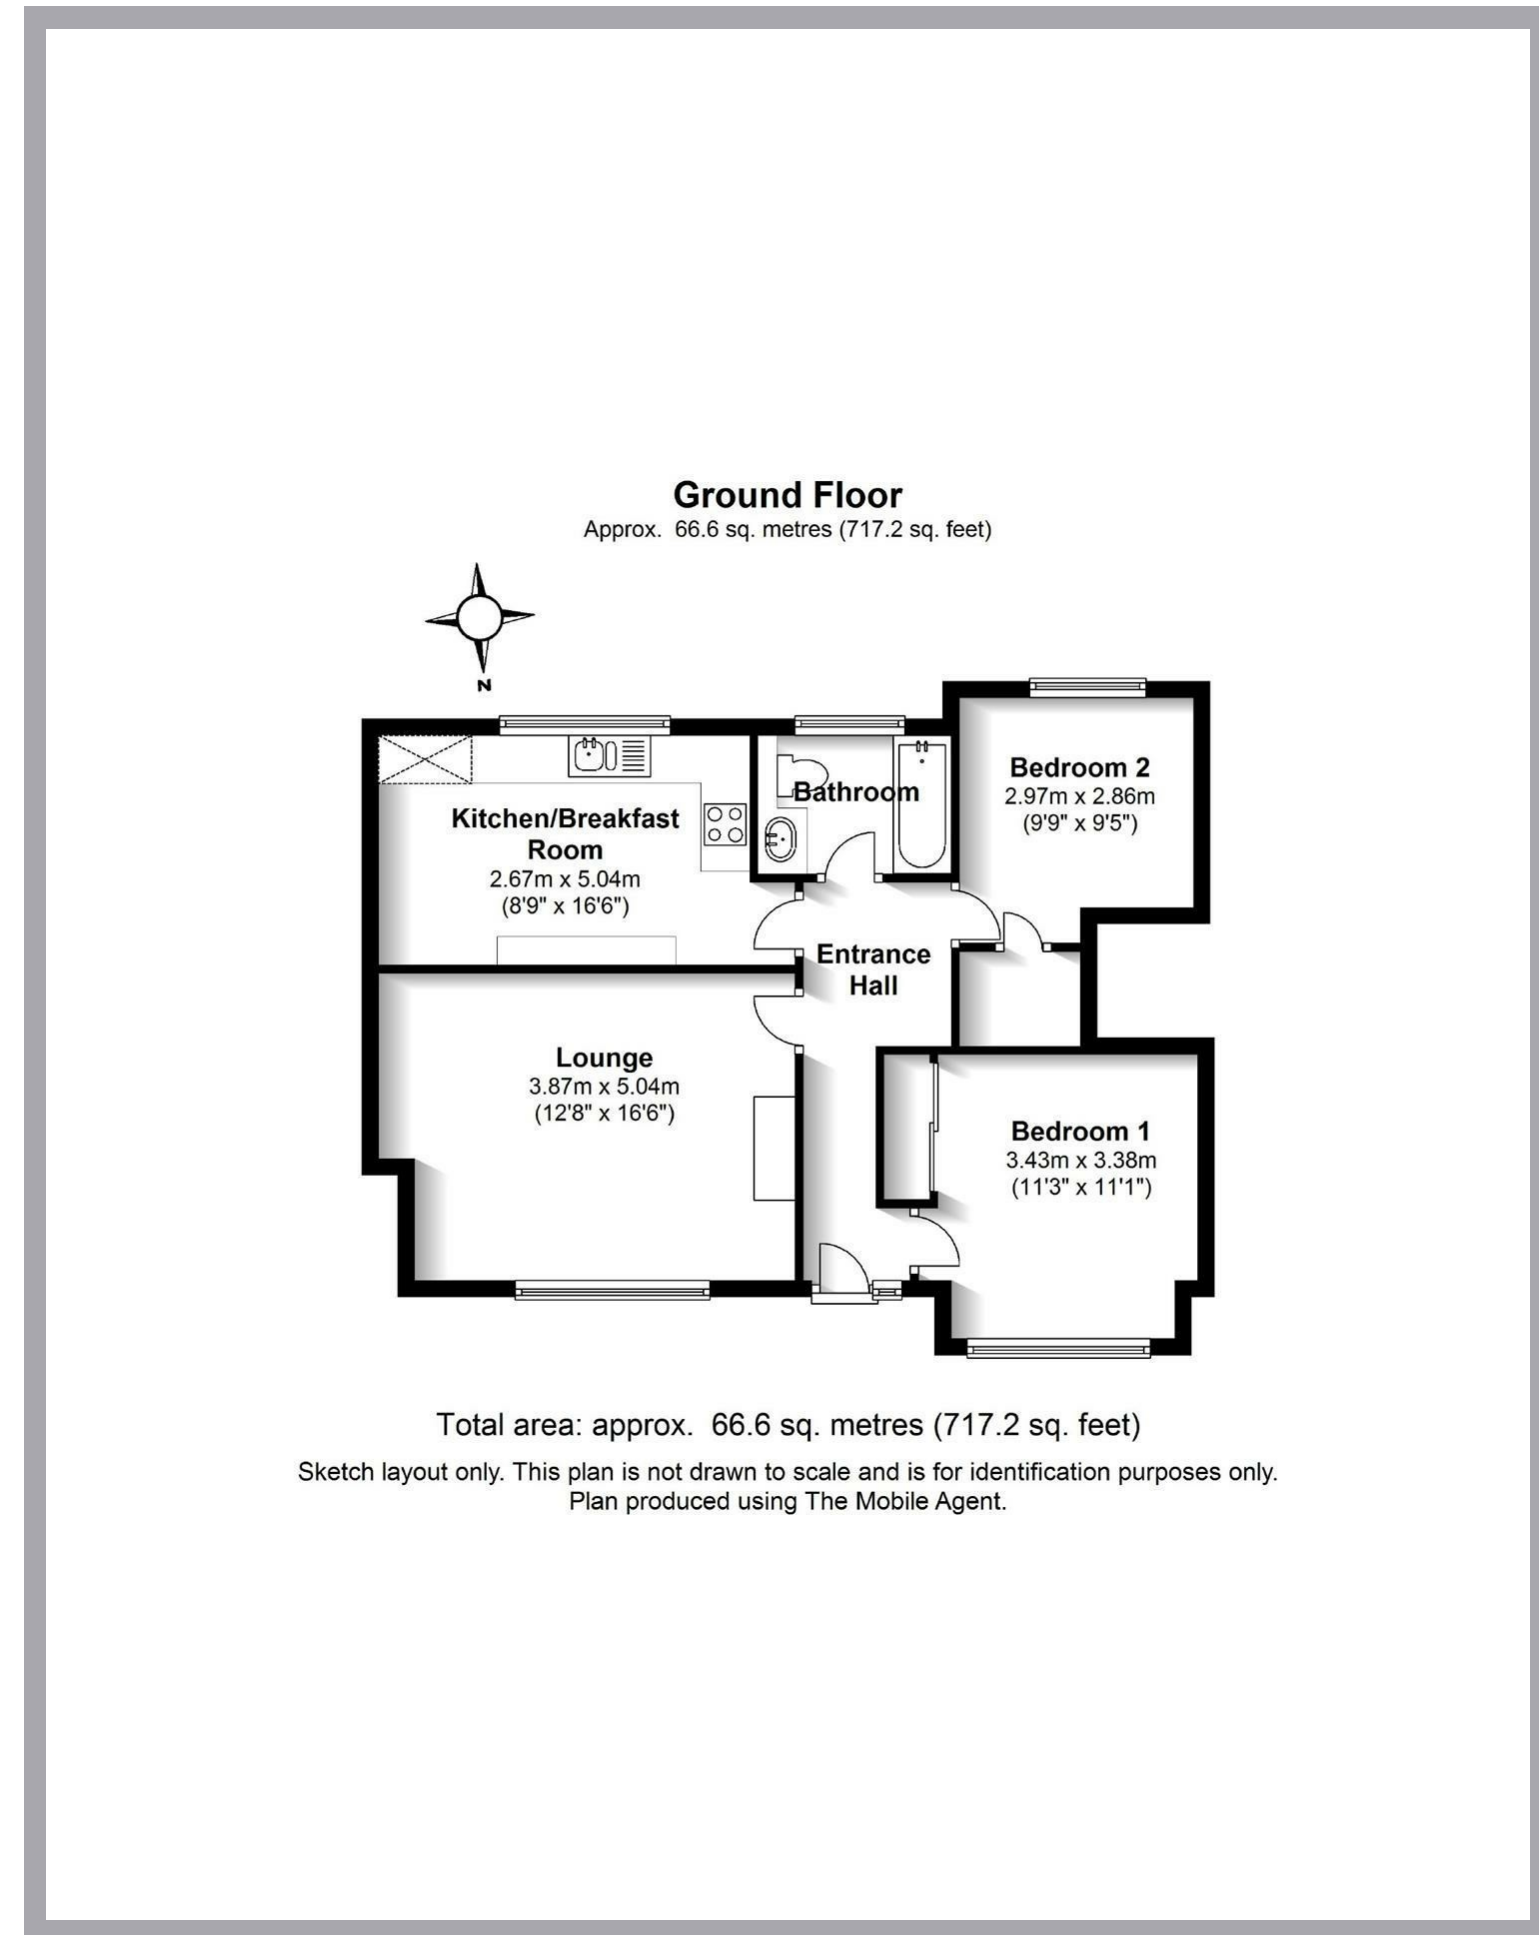 Ground Floor
Approx. 66.6 sq. metres (717.2 sq. feet)
N
Kitchen/Breakfast
Room
2.67m x 5.04m
(8'9" x 16'6")
Bathroom
Bedroom 2
2.97m x 2.86m
(9'9" x 9'5")
Entrance
Hall
Lounge
3.87m x 5.04m
(12'8" x 16'6")
Bedroom 1
3.43m x 3.38m
(11'3" x 11'1")
Total area: approx. 66.6 sq. metres (717.2 sq. feet)
Sketch layout only. This plan is not drawn to scale and is for identification purposes only.
Plan produced using The Mobile Agent.